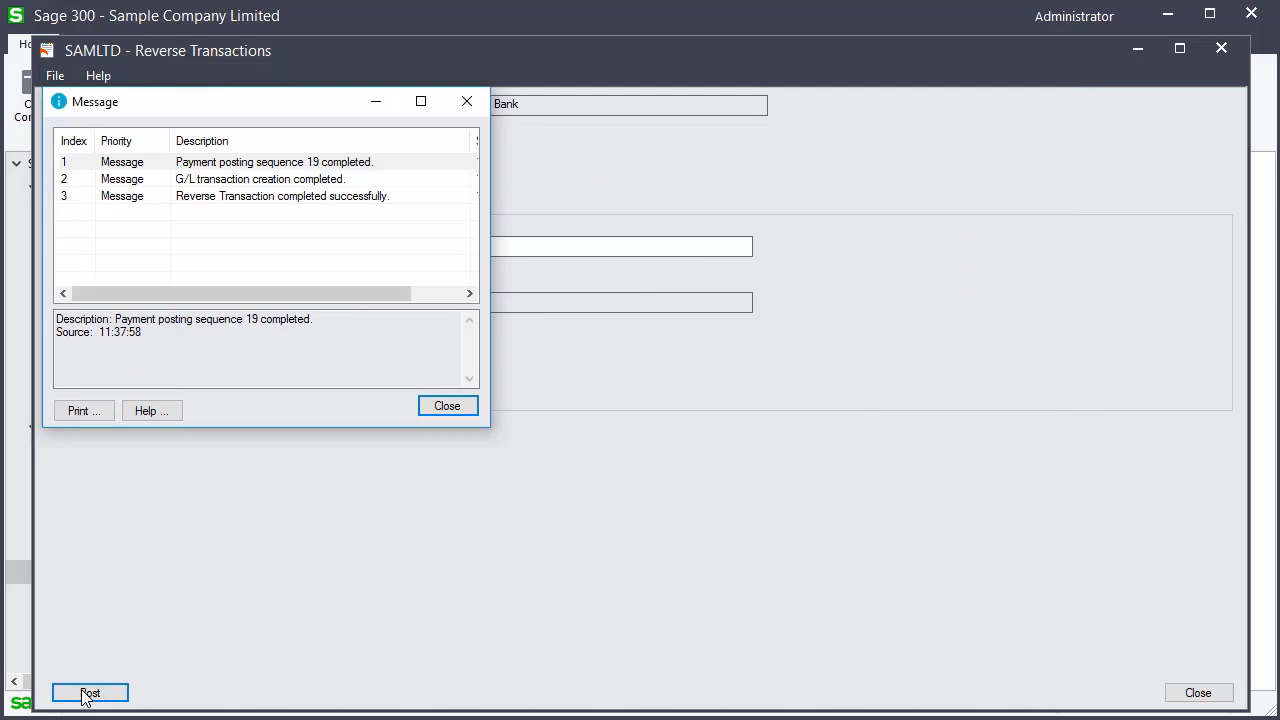 Sage 300 - Sample Company Limited
Administrator
SAMLTD - Reverse Transactions
File Help
Message
Bank
Index Priority Description
1 Message Payment posting sequence 19 completed.
2 Message G/L transaction creation completed.
3 Message Reverse Transaction completed successfully.
Description: Payment posting sequence 19 completed.
Source: 11:37:58
Print ... Help ... Close
Post
Close